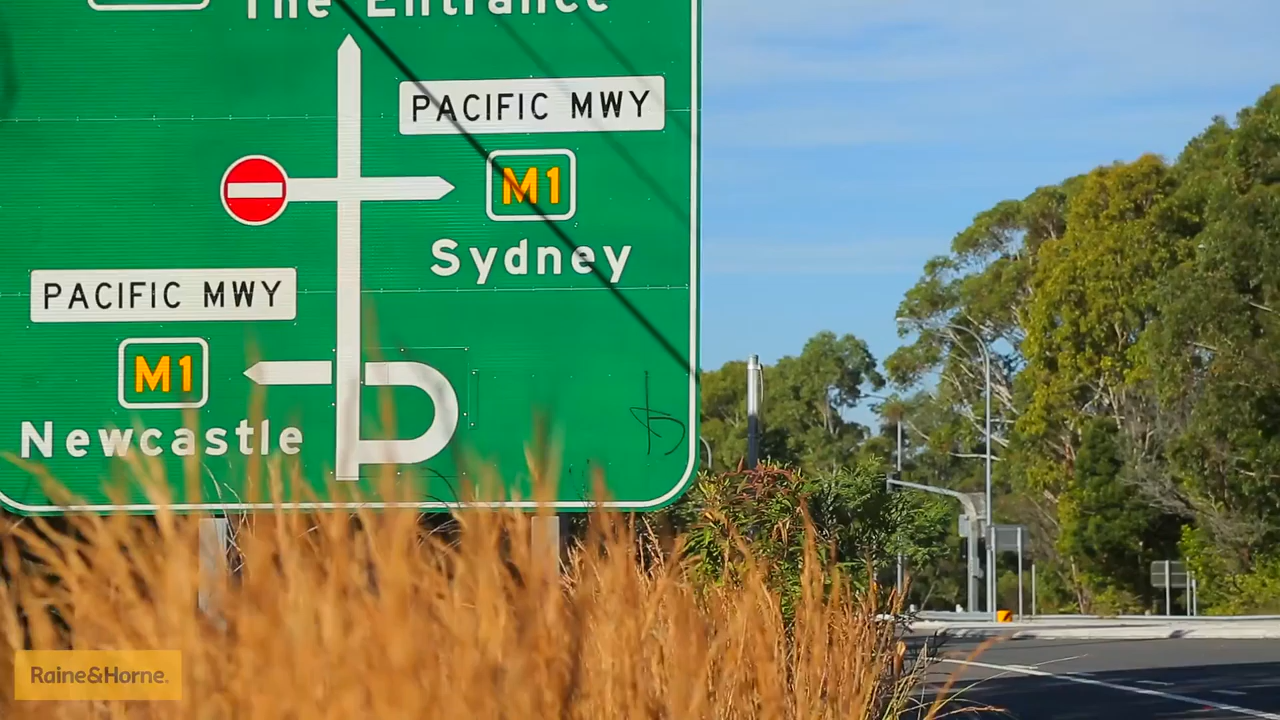 The Entrance
PACIFIC MWY
M1
Sydney
PACIFIC MWY
M1
Newcastle
Raine&Horne.